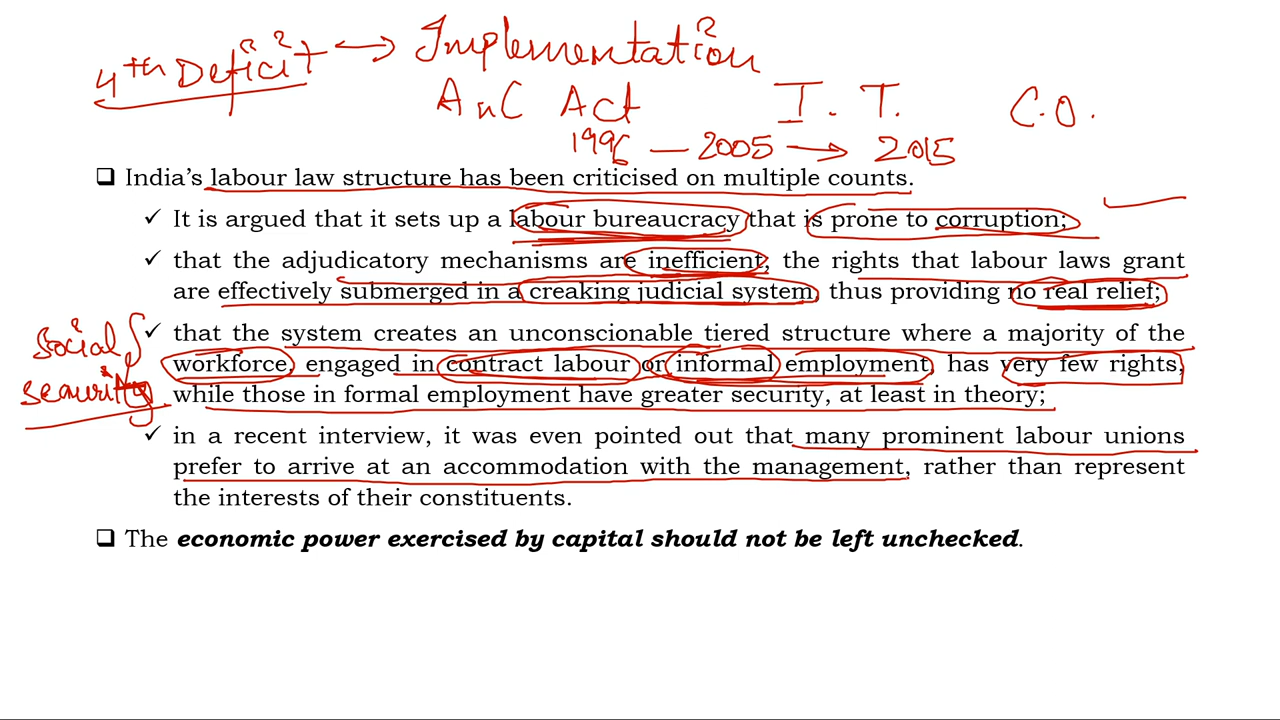 4th Deficit ↔ Implementation
AnC Act I. T. C.O.
1996 — 2005 → 2015
❑ India's labour law structure has been criticised on multiple counts.
✓ It is argued that it sets up a labour bureaucracy that is prone to corruption;
✓ that the adjudicatory mechanisms are inefficient, the rights that labour laws grant
are effectively submerged in a creaking judicial system, thus providing no real relief;
✓ that the system creates an unconscionable tiered structure where a majority of the
workforce, engaged in contract labour or informal employment, has very few rights,
while those in formal employment have greater security, at least in theory;
Social
security
✓ in a recent interview, it was even pointed out that many prominent labour unions
prefer to arrive at an accommodation with the management, rather than represent
the interests of their constituents.
❑ The economic power exercised by capital should not be left unchecked.